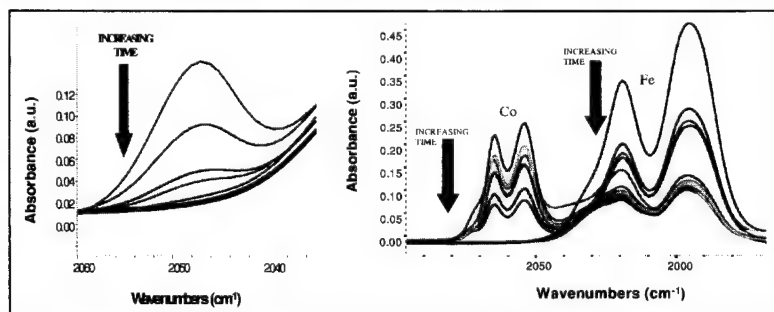 INCREASING
TIME
Absorbance (a.u.)
0.12
0.10
0.08
0.06
0.04
0.02
0.00
2060
2050
2040
Wavenumbers (cm¹)
INCREASING
TIME
Fe
Co
INCREASING
TIME
Absorbance (a.u.)
0.45
0.40
0.35
0.30
0.25
0.20
0.15
0.10
0.05
0.00
2050
2000
Wavenumbers (cm⁻¹)